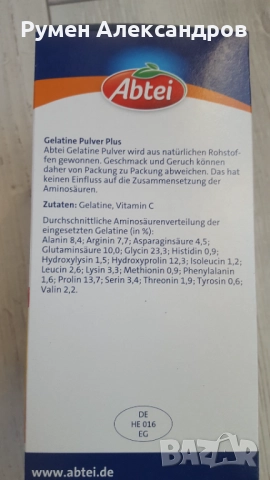 Румен Александров
Abtei
Gelatine Pulver Plus
Abtei Gelatine Pulver wird aus natürlichen Rohstof-
fen gewonnen. Geschmack und Geruch können
daher von Packung zu Packung abweichen. Das hat
keinen Einfluss auf die Zusammensetzung der
Aminosäuren.
Zutaten: Gelatine, Vitamin C
Durchschnittliche Aminosäurenverteilung der
eingesetzten Gelatine (in %):
Alanin 8,4; Arginin 7,7; Asparaginsäure 4,5;
Glutaminsäure 10,0; Glycin 23,3; Histidin 0,9;
Hydroxylysin 1,5; Hydroxyprolin 12,3; Isoleucin 1,2;
Leucin 2,6; Lysin 3,3; Methionin 0,9; Phenylalanin
1,6; Prolin 13,7; Serin 3,4; Threonin 1,9; Tyrosin 0,6;
Valin 2,2.
DE
HE 016
EG
www.abtei.de
bazar